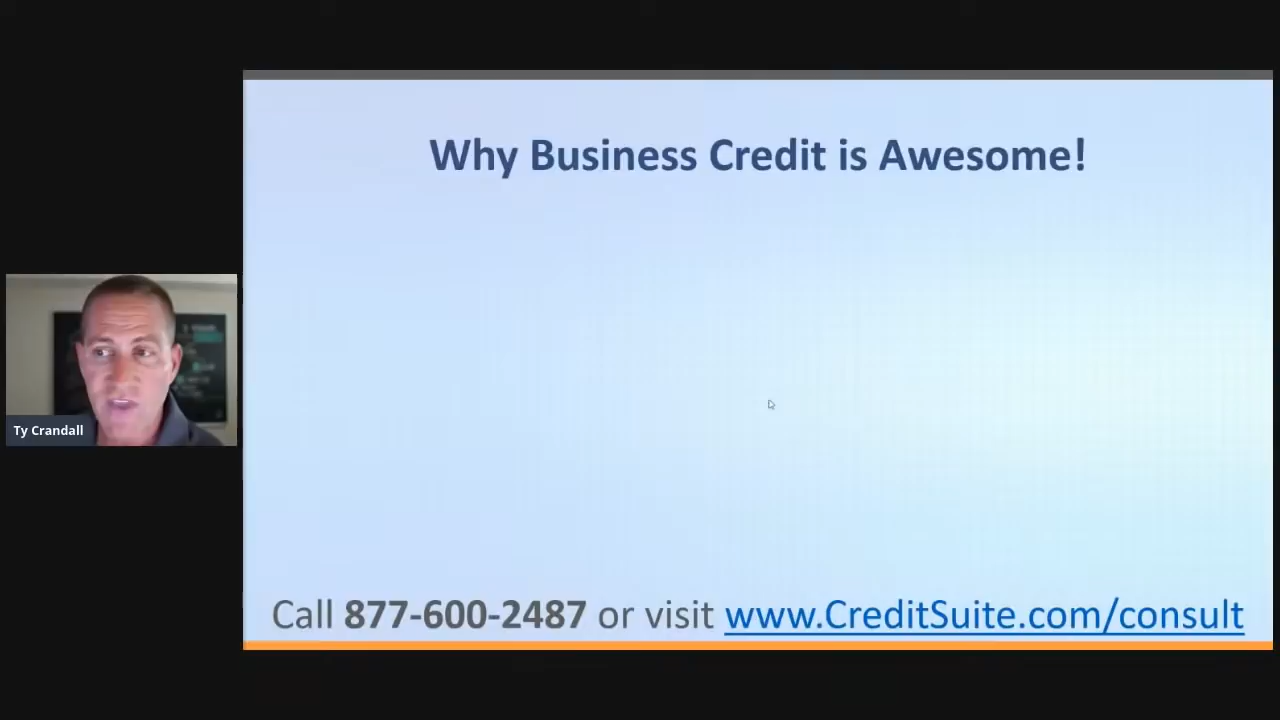 Why Business Credit is Awesome!
Ty Crandall
Call 877-600-2487 or visit www.CreditSuite.com/consult